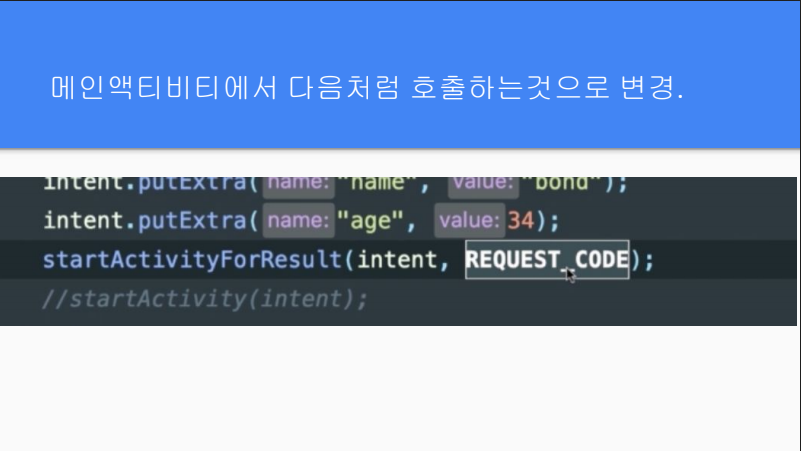 메인액티비티에서 다음처럼 호출하는것으로 변경.
intent.putExtra( name: "name", value: "bond");
intent.putExtra( name: "age", value: 34);
startActivityForResult(intent, REQUEST_CODE);
//startActivity(intent);